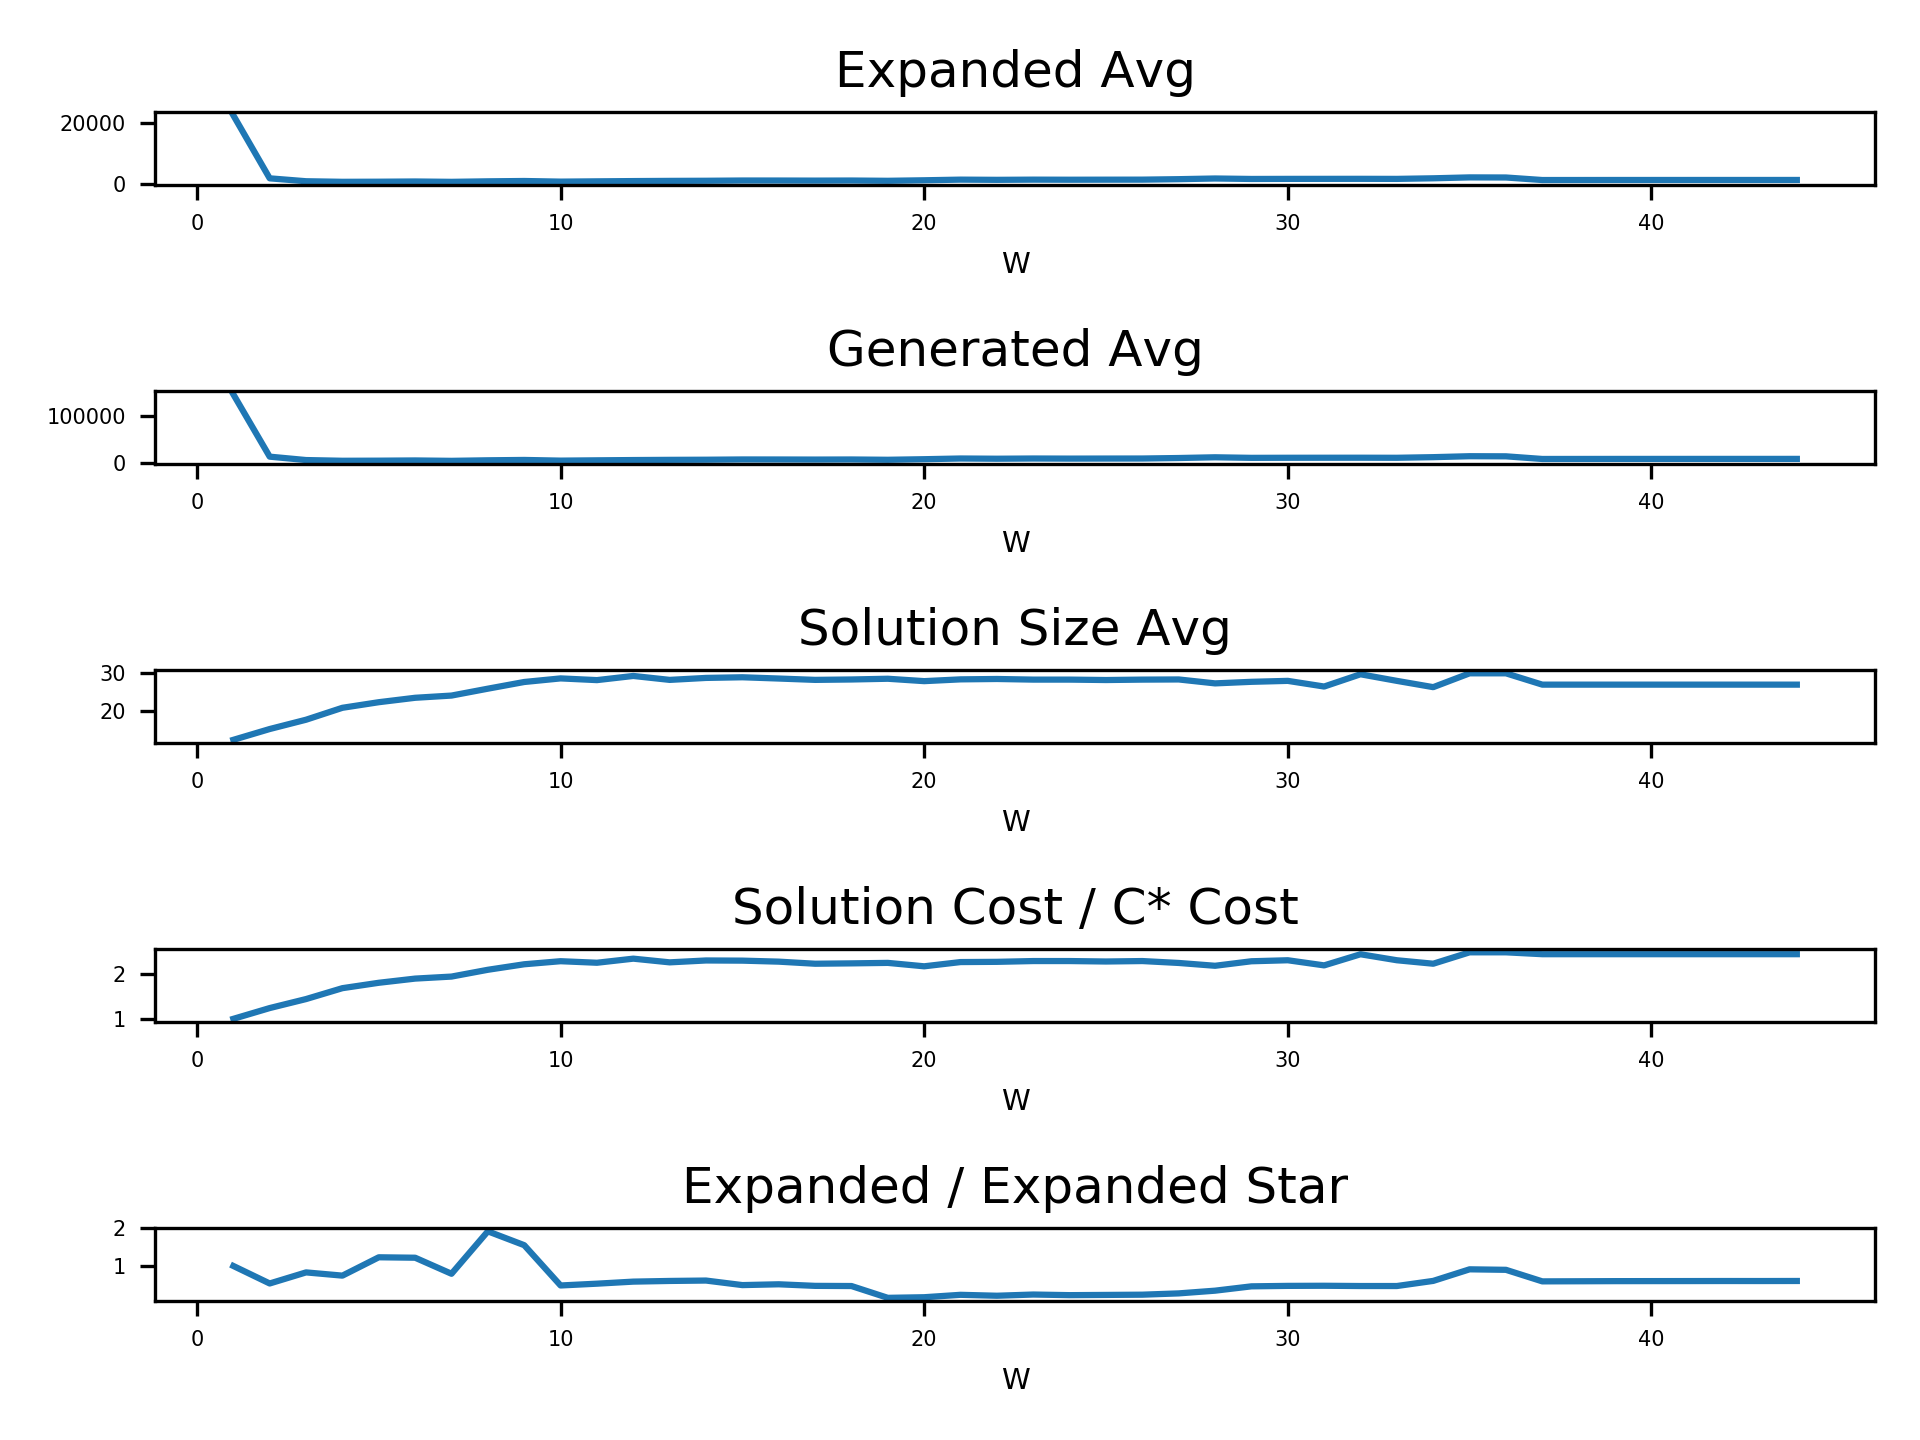 Expanded Avg
20000
0
0 10 20 30 40
W
Generated Avg
100000
0
0 10 20 30 40
W
Solution Size Avg
30
20
0 10 20 30 40
W
Solution Cost / C* Cost
2
1
0 10 20 30 40
W
Expanded / Expanded Star
2
1
0 10 20 30 40
W